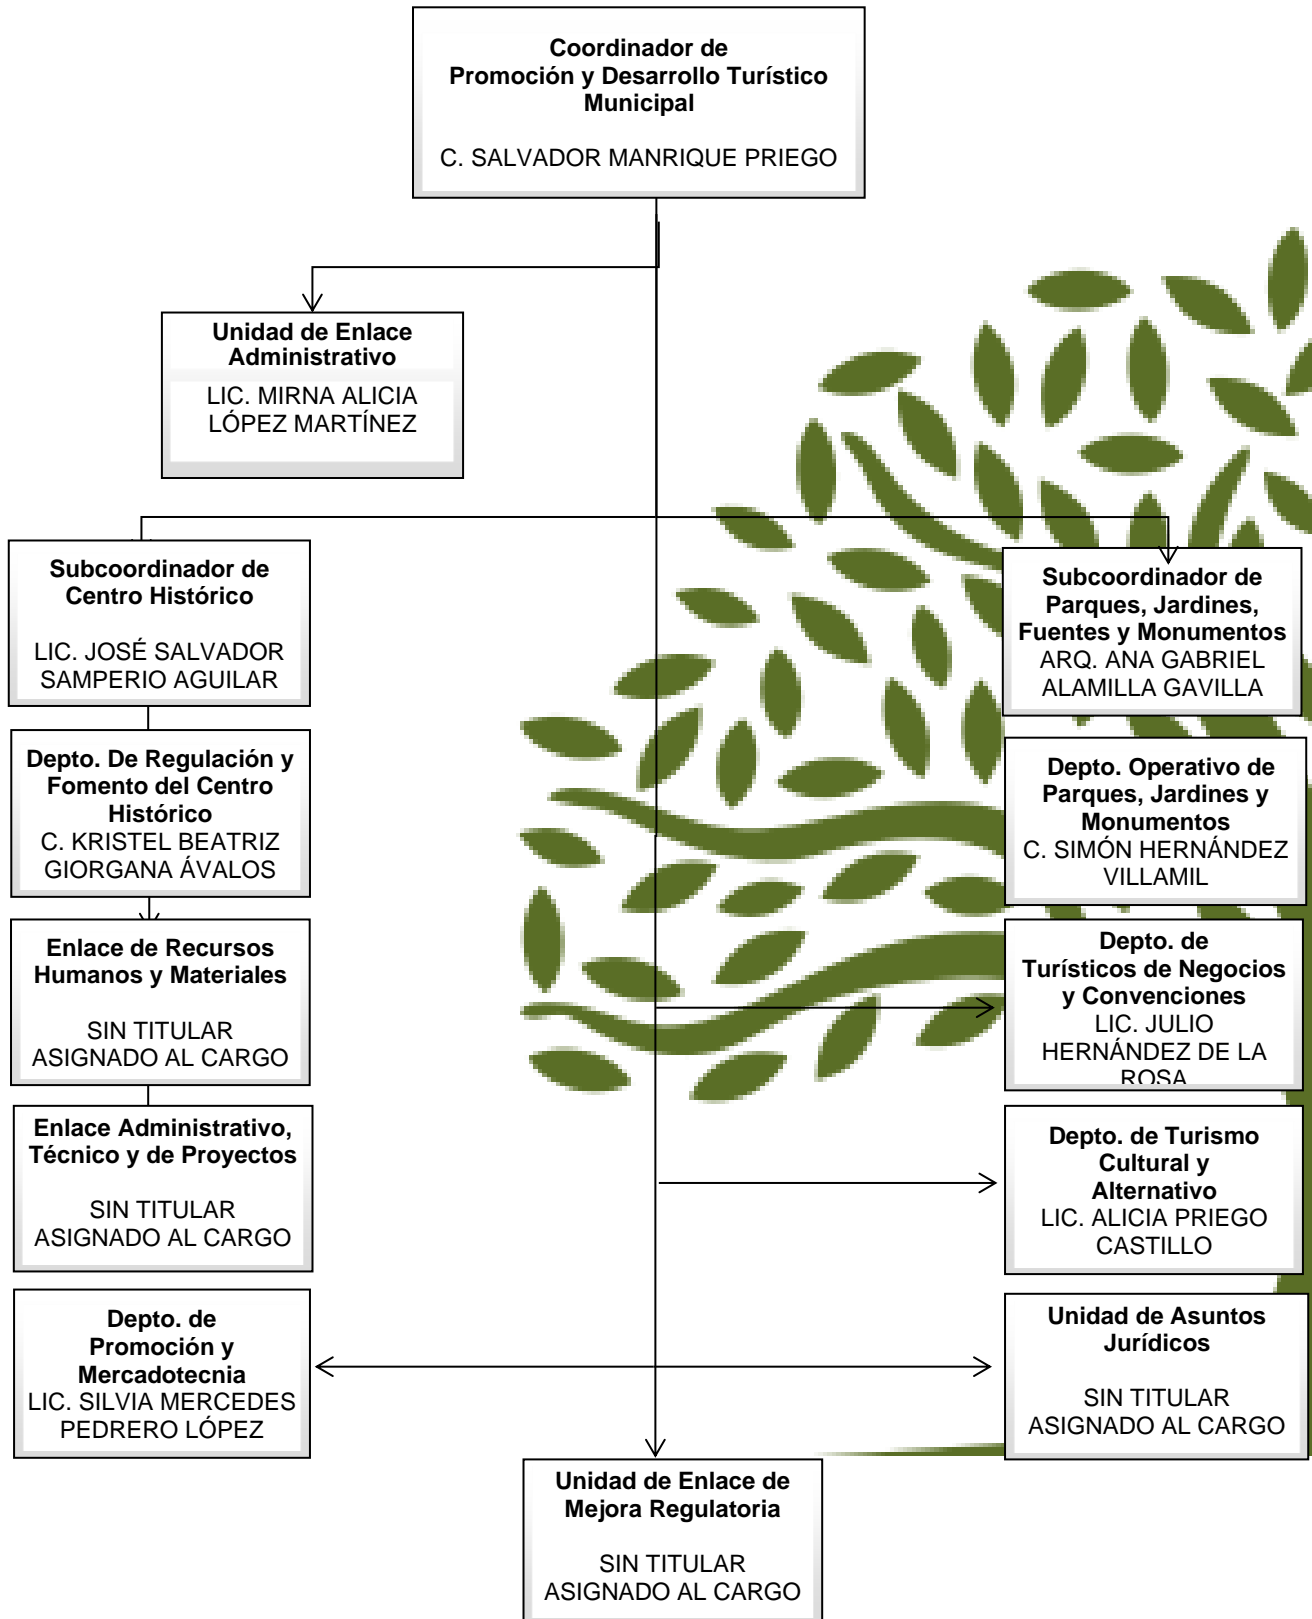 Coordinador de
Promoción y Desarrollo Turístico
Municipal
C. SALVADOR MANRIQUE PRIEGO
Unidad de Enlace
Administrativo
LIC. MIRNA ALICIA
LÓPEZ MARTÍNEZ
Subcoordinador de
Centro Histórico
LIC. JOSÉ SALVADOR
SAMPERIO AGUILAR
Subcoordinador de
Parques, Jardines,
Fuentes y Monumentos
ARQ. ANA GABRIEL
ALAMILLA GAVILLA
Depto. De Regulación y
Fomento del Centro
Histórico
C. KRISTEL BEATRIZ
GIORGANA ÁVALOS
Depto. Operativo de
Parques, Jardines y
Monumentos
C. SIMÓN HERNÁNDEZ
VILLAMIL
Enlace de Recursos
Humanos y Materiales
SIN TITULAR
ASIGNADO AL CARGO
Depto. de
Turísticos de Negocios
y Convenciones
LIC. JULIO
HERNÁNDEZ DE LA
ROSA
Enlace Administrativo,
Técnico y de Proyectos
SIN TITULAR
ASIGNADO AL CARGO
Depto. de Turismo
Cultural y
Alternativo
LIC. ALICIA PRIEGO
CASTILLO
Depto. de
Promoción y
Mercadotecnia
LIC. SILVIA MERCEDES
PEDRERO LÓPEZ
Unidad de Asuntos
Jurídicos
SIN TITULAR
ASIGNADO AL CARGO
Unidad de Enlace de
Mejora Regulatoria
SIN TITULAR
ASIGNADO AL CARGO